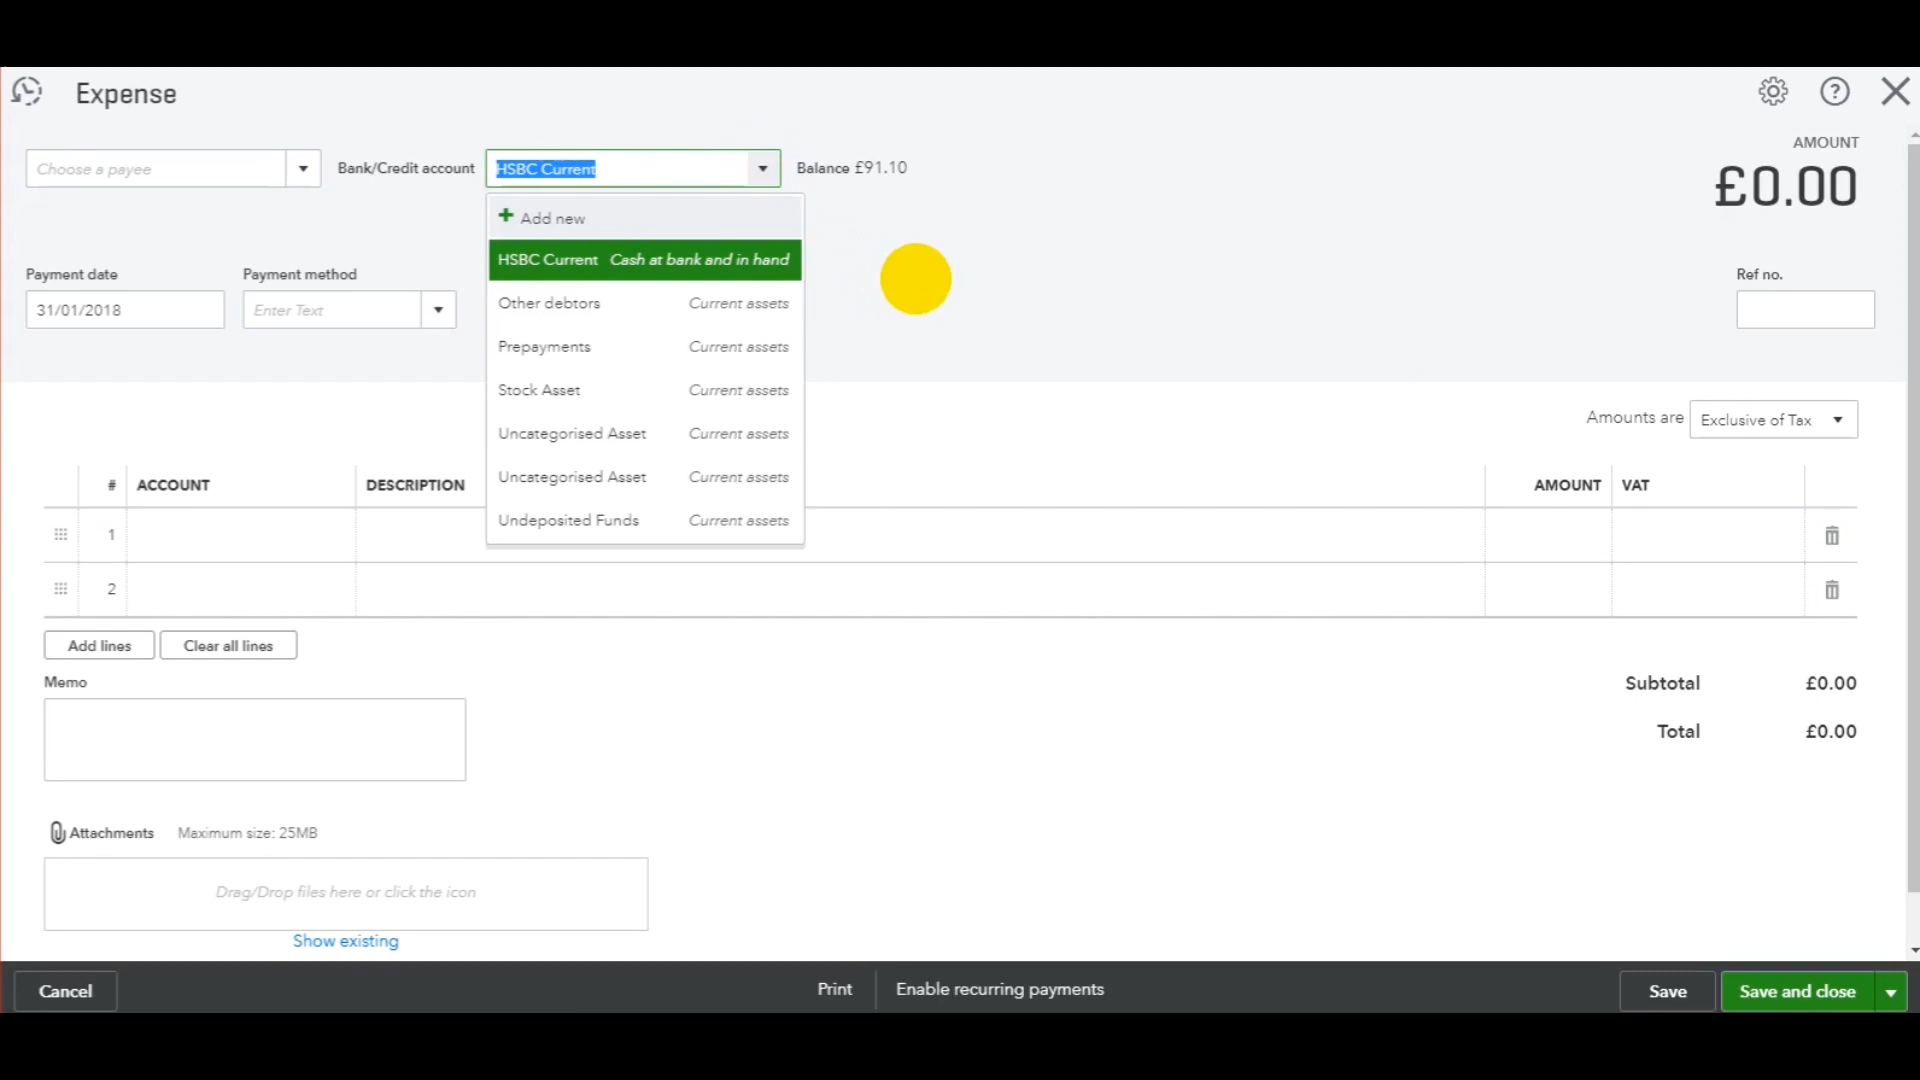 Expense
AMOUNT
£0.00
Choose a payee
Bank/Credit account
HSBC Current
Balance £91.10
Add new
HSBC Current Cash at bank and in hand
Other debtors Current assets
Prepayments Current assets
Stock Asset Current assets
Uncategorised Asset Current assets
Uncategorised Asset Current assets
Undeposited Funds Current assets
Payment date
31/01/2018
Payment method
Enter Text
Ref no.
Amounts are Exclusive of Tax
# ACCOUNT DESCRIPTION AMOUNT VAT
1
2
Add lines Clear all lines
Memo
Subtotal £0.00
Total £0.00
Attachments Maximum size: 25MB
Drag/Drop files here or click the icon
Show existing
Cancel Print Enable recurring payments Save Save and close